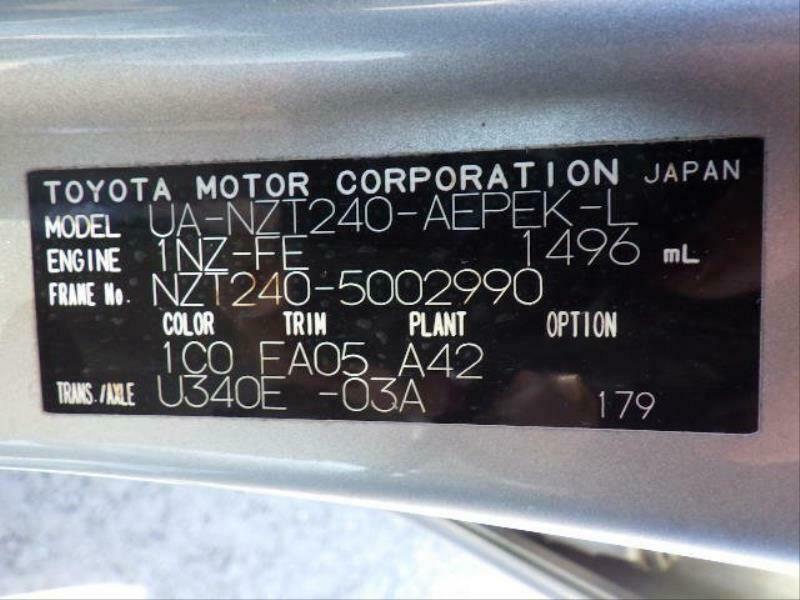 TOYOTA MOTOR CORPORATION JAPAN
MODEL UA-NZT240-AEPEK-L
ENGINE 1NZ-FE 1496 mL
FRAME No. NZT240-5002990
COLOR TRIM PLANT OPTION
1C0 FA05 A42
TRANS./AXLE U340E -03A 179